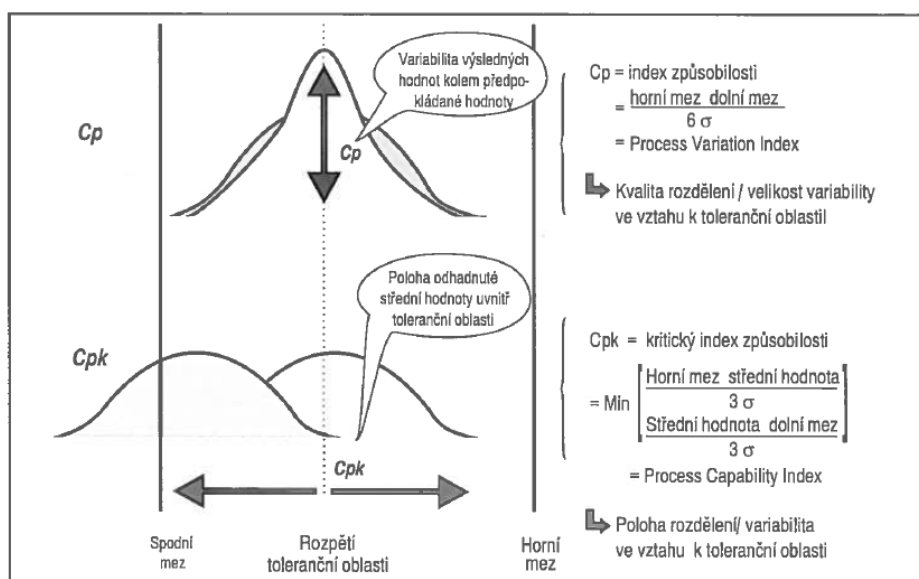 Variabilita výsledných
hodnot kolem předpo-
kládané hodnoty
Cp
Cp
Cp = index způsobilosti
= horní mez dolní mez
6 σ
= Process Variation Index
Kvalita rozdělení / velikost variability
ve vztahu k toleranční oblastil
Poloha odhadnuté
střední hodnoty uvnitř
toleranční oblasti
Cpk
Cpk
Cpk = kritický index způsobilosti
= Min
Horní mez střední hodnota
3 σ
Střední hodnota dolní mez
3 σ
= Process Capability Index
Poloha rozdělení/ variabilita
ve vztahu k toleranční oblasti
Spodní
mez
Rozpětí
toleranční oblasti
Horní
mez